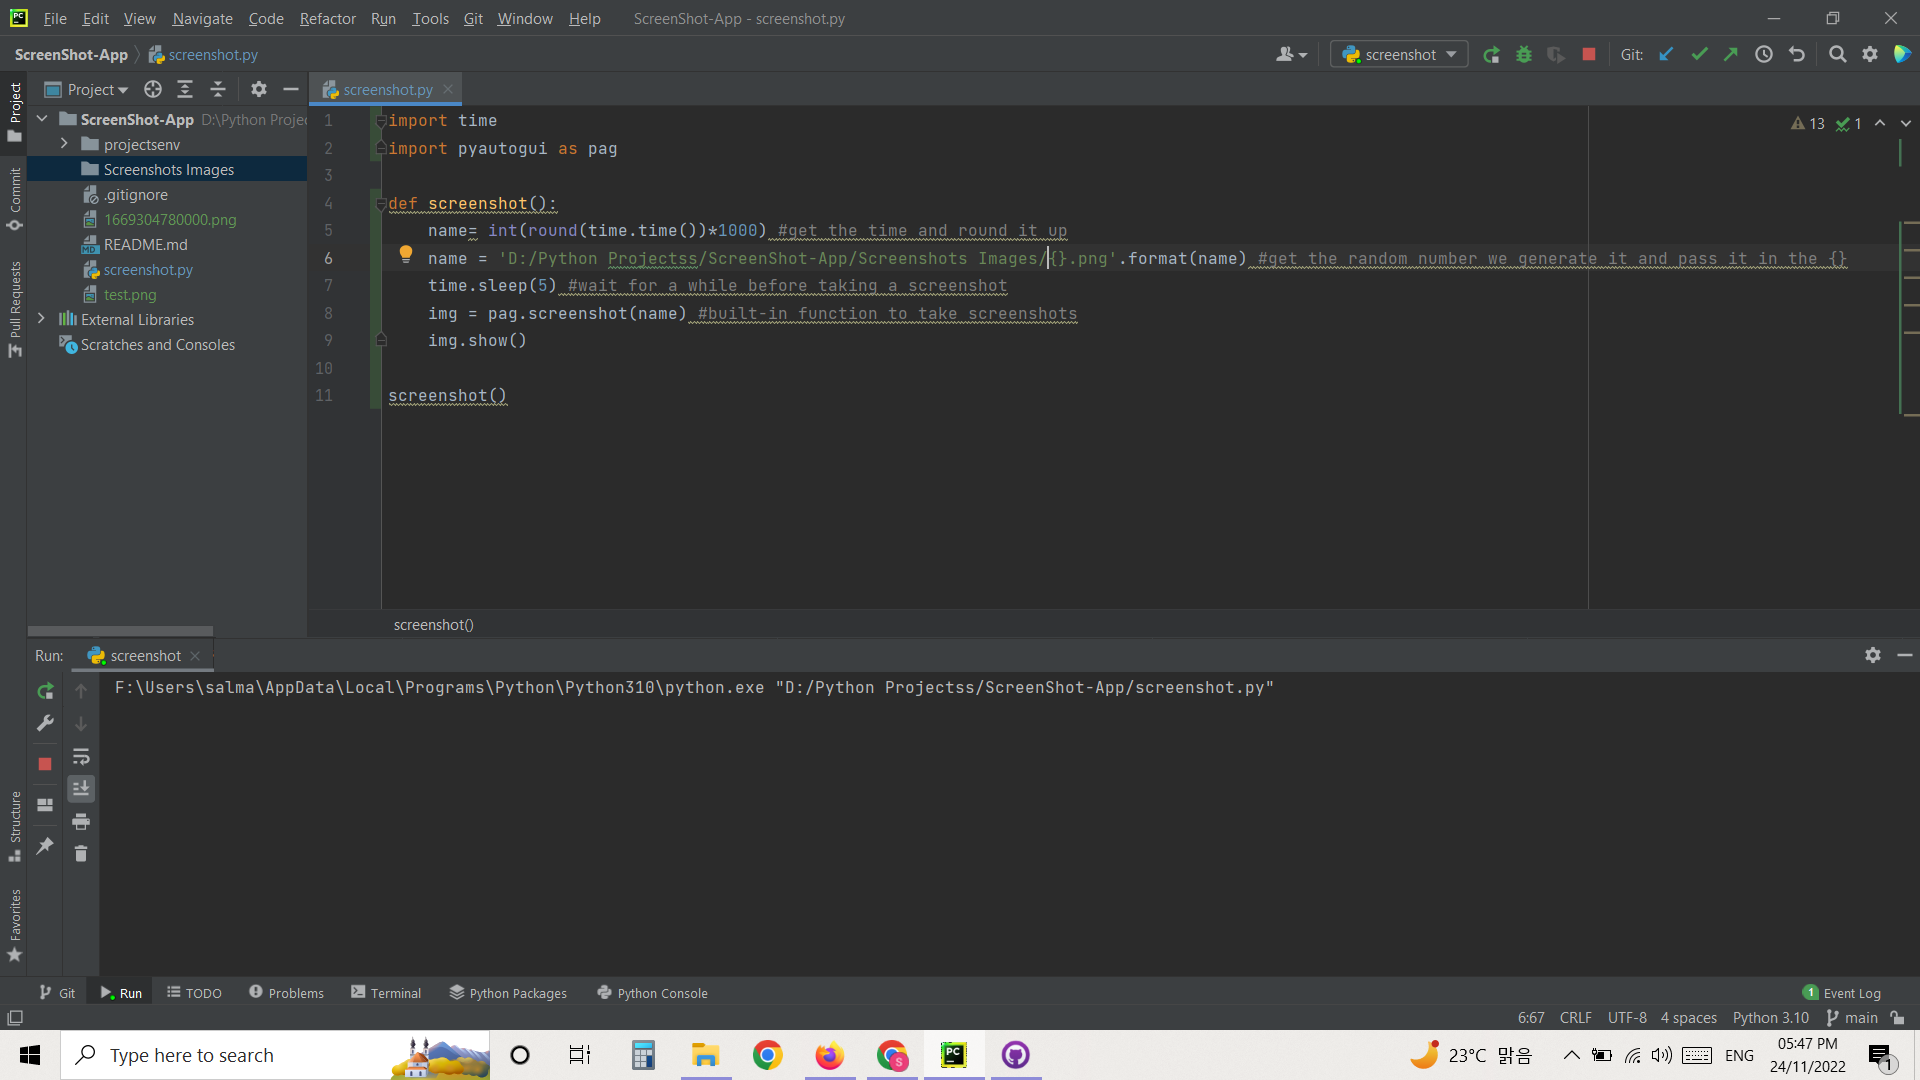 PC File Edit View Navigate Code Refactor Run Tools Git Window Help ScreenShot-App - screenshot.py
ScreenShot-App screenshot.py screenshot Git:
Project screenshot.py
Project
Commit
Pull Requests
Structure
Favorites
ScreenShot-App D:\Python Projec
projectsenv
Screenshots Images
.gitignore
1669304780000.png
README.md
screenshot.py
test.png
External Libraries
Scratches and Consoles
13 1
1 import time
2 import pyautogui as pag
3
4 def screenshot():
5 name= int(round(time.time())*1000) #get the time and round it up
6 name = 'D:/Python Projectss/ScreenShot-App/Screenshots Images/{}.png'.format(name) #get the random number we generate it and pass it in the {}
7 time.sleep(5) #wait for a while before taking a screenshot
8 img = pag.screenshot(name) #built-in function to take screenshots
9 img.show()
10
11 screenshot()
screenshot()
Run: screenshot
F:\Users\salma\AppData\Local\Programs\Python\Python310\python.exe "D:/Python Projectss/ScreenShot-App/screenshot.py"
Git Run TODO Problems Terminal Python Packages Python Console 1 Event Log
6:67 CRLF UTF-8 4 spaces Python 3.10 main
Type here to search S PC 23°C 맑음 ENG 05:47 PM
24/11/2022 1